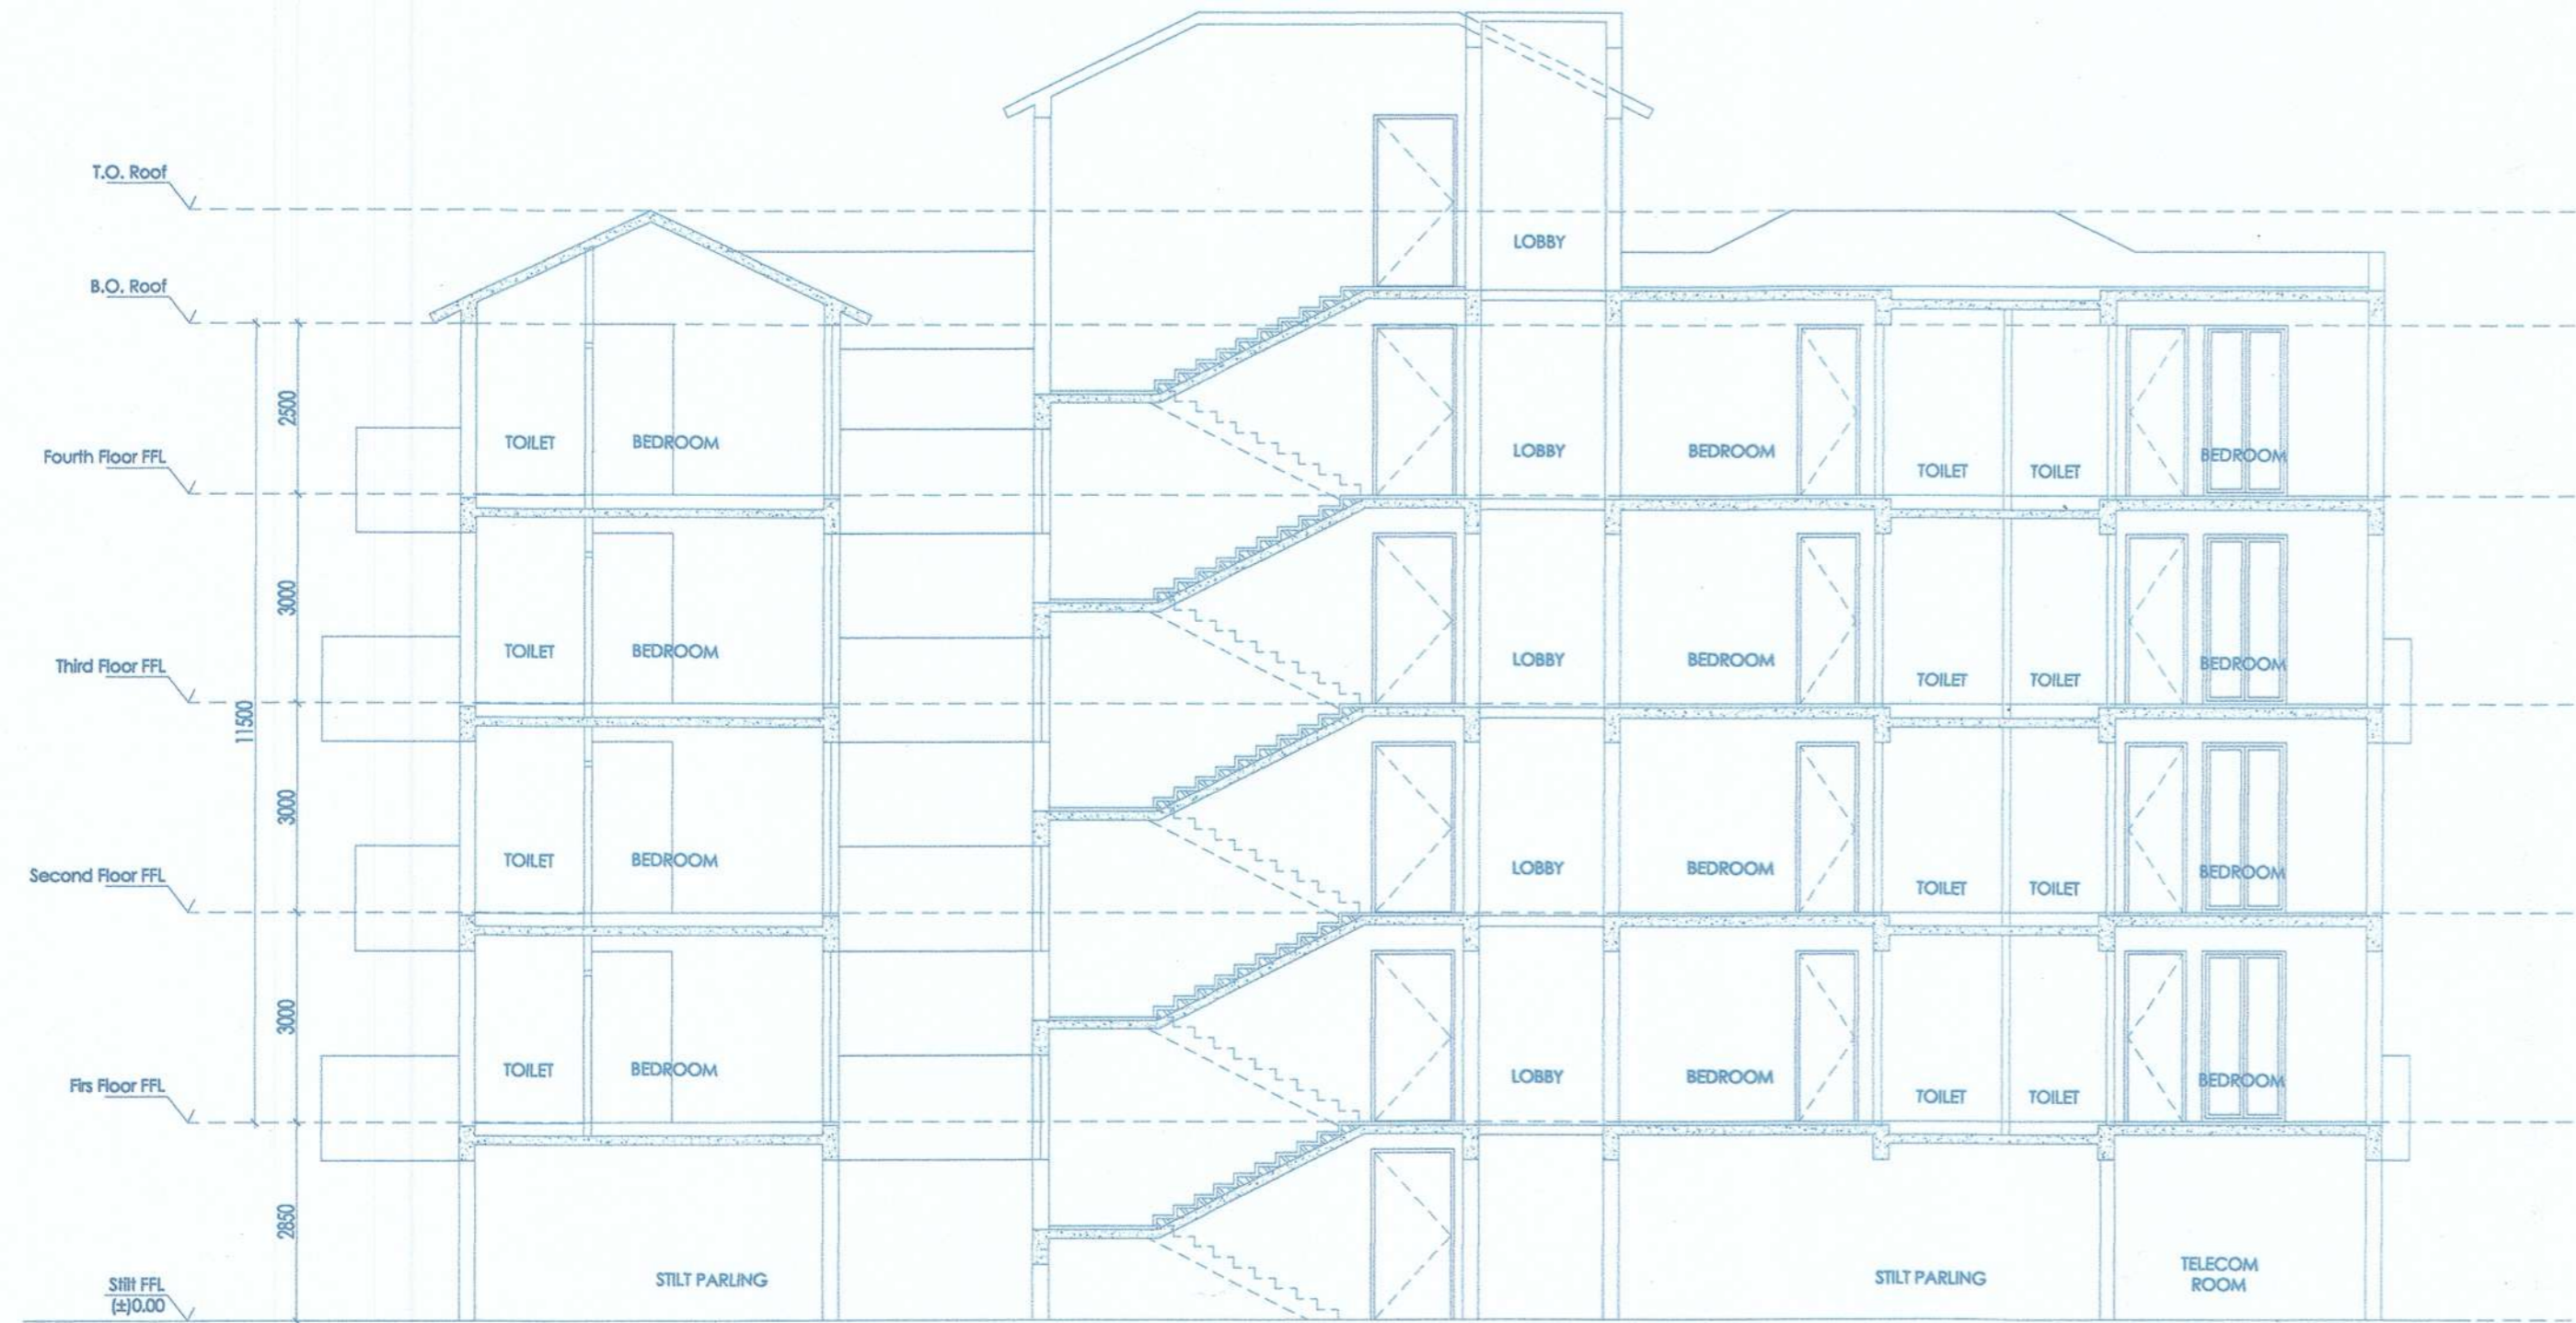 T.O. Roof
LOBBY
B.O. Roof
2500
TOILET
BEDROOM
LOBBY
BEDROOM
TOILET
TOILET
BEDROOM
Fourth Floor FFL
3000
TOILET
BEDROOM
LOBBY
BEDROOM
TOILET
TOILET
BEDROOM
Third Floor FFL
11500
3000
TOILET
BEDROOM
LOBBY
BEDROOM
TOILET
TOILET
BEDROOM
Second Floor FFL
3000
TOILET
BEDROOM
LOBBY
BEDROOM
TOILET
TOILET
BEDROOM
Firs Floor FFL
2850
STILT PARLING
STILT PARLING
TELECOM
ROOM
Stilt FFL
(±)0.00